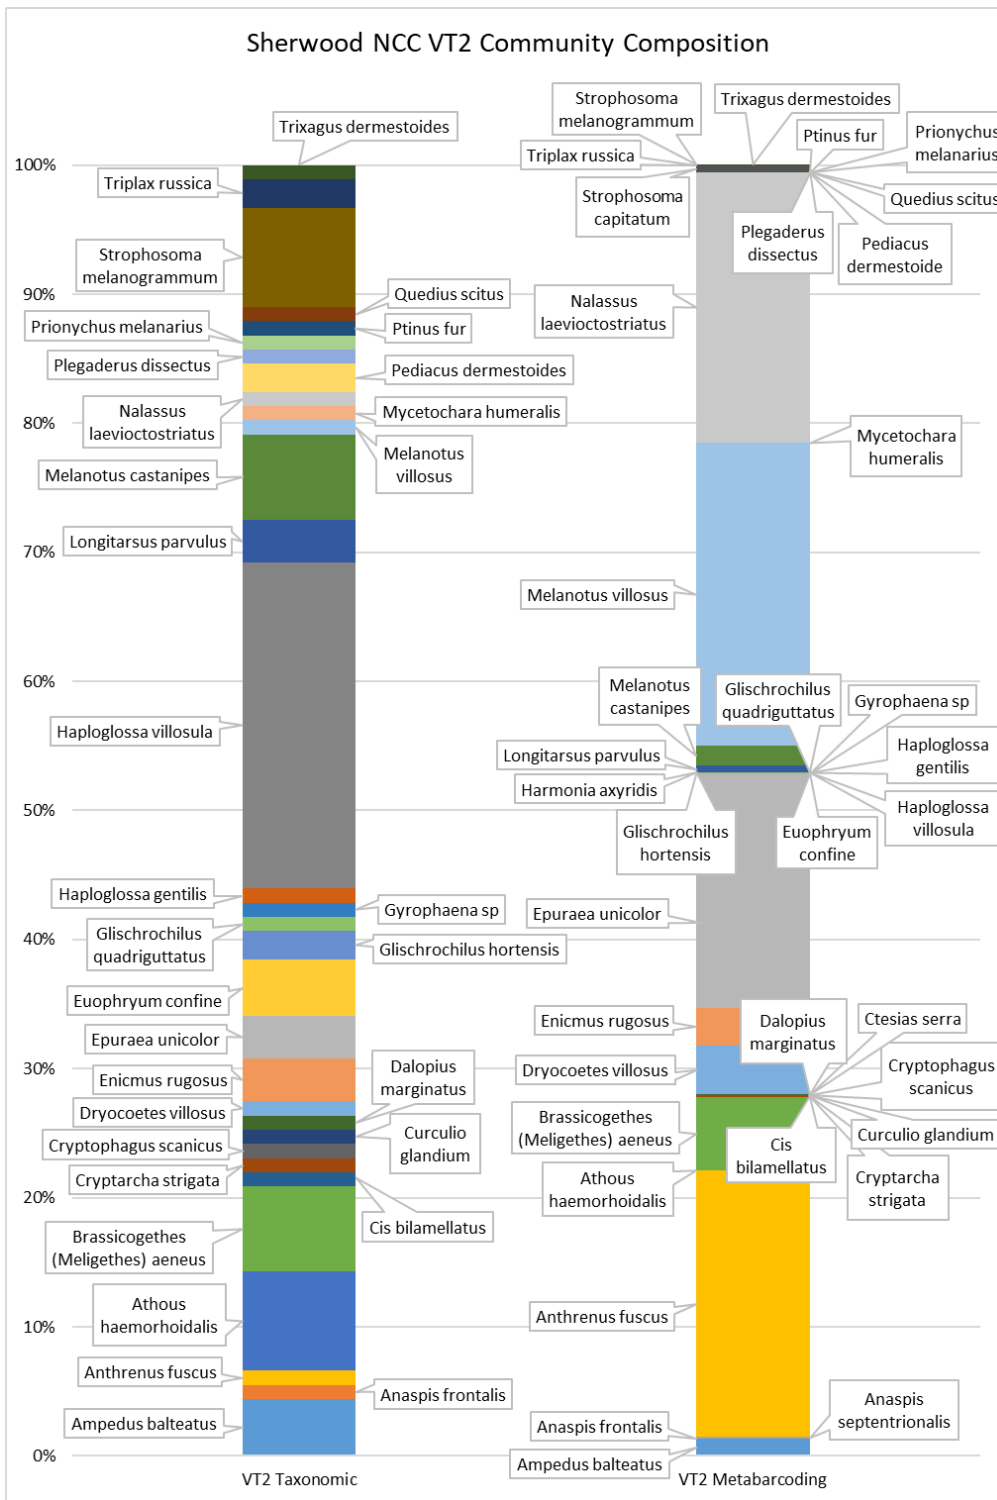 Sherwood NCC VT2 Community Composition
100%
90%
80%
70%
60%
50%
40%
30%
20%
10%
0%
Trixagus dermestoides
Triplax russica
Strophosoma
melanogrammum
Quedius scitus
Ptinus fur
Prionychus melanarius
Plegaderus dissectus
Pediacus dermestoides
Nalassus
laevioctostriatus
Mycetochara humeralis
Melanotus
villosus
Melanotus castanipes
Longitarsus parvulus
Haploglossa villosula
Haploglossa gentilis
Gyrophaena sp
Glischrochilus
quadriguttatus
Glischrochilus hortensis
Euophryum confine
Epuraea unicolor
Enicmus rugosus
Dalopius
marginatus
Dryocoetes villosus
Curculio
glandium
Cryptophagus scanicus
Cryptarcha strigata
Cis bilamellatus
Brassicogethes
(Meligethes) aeneus
Athous
haemorhoidalis
Anthrenus fuscus
Anaspis frontalis
Ampedus balteatus
VT2 Taxonomic
Strophosoma
melanogrammum
Trixagus dermestoides
Ptinus fur
Prionychus
melanarius
Triplax russica
Strophosoma
capitatum
Quedius scitus
Plegaderus
dissectus
Pediacus
dermestoide
Nalassus
laevioctostriatus
Mycetochara
humeralis
Melanotus villosus
Melanotus
castanipes
Glischrochilus
quadriguttatus
Gyrophaena sp
Longitarsus parvulus
Haploglossa
gentilis
Harmonia axyridis
Haploglossa
villosula
Glischrochilus
hortensis
Euophryum
confine
Epuraea unicolor
Enicmus rugosus
Dalopius
marginatus
Ctesias serra
Dryocoetes villosus
Cryptophagus
scanicus
Brassicogethes
(Meligethes) aeneus
Curculio glandium
Cis
bilamellatus
Cryptarcha
strigata
Athous
haemorhoidalis
Anthrenus fuscus
Anaspis
septentrionalis
Anaspis frontalis
Ampedus balteatus
VT2 Metabarcoding